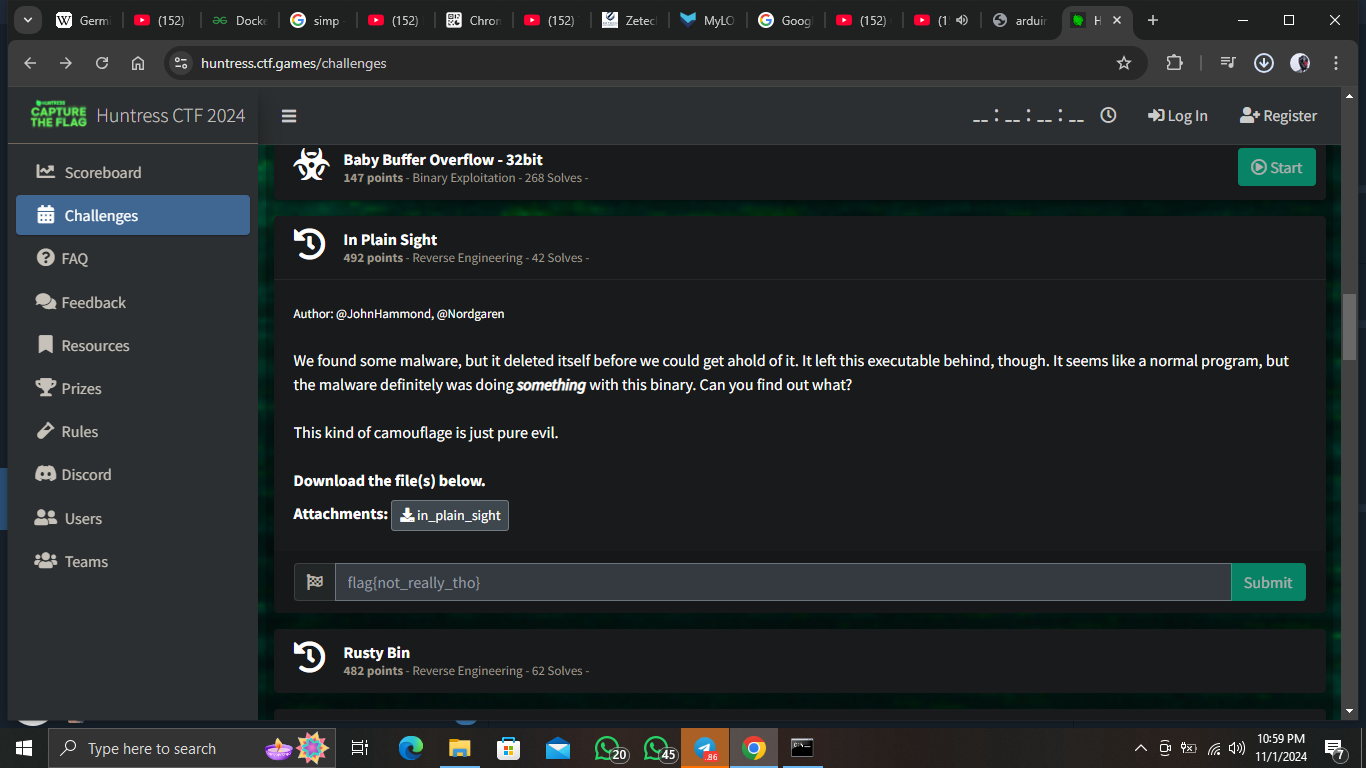 Germi
(152)
Docke
simp
(152)
Chron
(152)
Zetec
MyLO
Goog
(152)
(1
arduin
H
huntress.ctf.games/challenges
HUNTRESS
CAPTURE
THE FLAG
Huntress CTF 2024
__ : __ : __ : __
Log In
Register
Scoreboard
Challenges
FAQ
Feedback
Resources
Prizes
Rules
Discord
Users
Teams
Baby Buffer Overflow - 32bit
147 points - Binary Exploitation - 268 Solves -
Start
In Plain Sight
492 points - Reverse Engineering - 42 Solves -
Author: @JohnHammond, @Nordgaren
We found some malware, but it deleted itself before we could get ahold of it. It left this executable behind, though. It seems like a normal program, but
the malware definitely was doing something with this binary. Can you find out what?
This kind of camouflage is just pure evil.
Download the file(s) below.
Attachments: in_plain_sight
flag{not_really_tho}
Submit
Rusty Bin
482 points - Reverse Engineering - 62 Solves -
Type here to search
20
45
.86
10:59 PM
11/1/2024
7